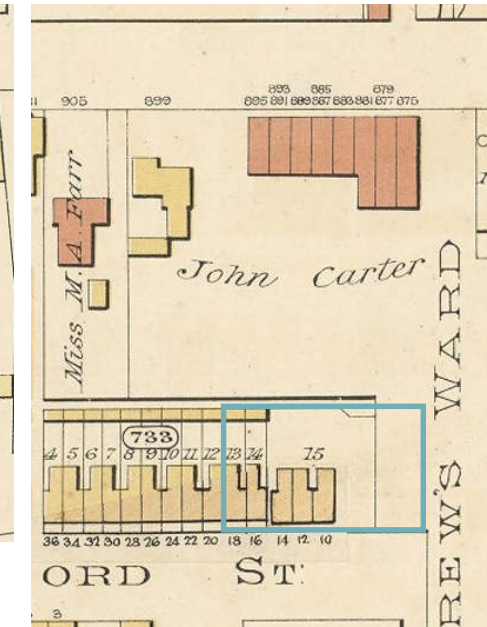 905 899 893 885 879
895 891 889 887 883 881 877 875
Miss M. A. Farr
John Carter
REW'S WARD
733
4 5 6 7 8 9 10 11 12 13 14 15
36 34 32 30 28 26 24 22 20 18 16 14 12 10
ORD ST:
3